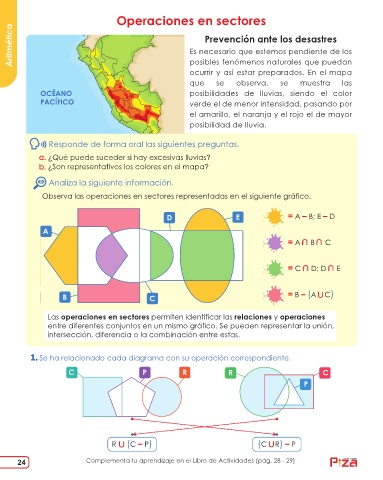 Aritmética
Operaciones en sectores
Prevención ante los desastres
Es necesario que estemos pendiente de los
posibles fenómenos naturales que puedan
ocurrir y así estar preparados. En el mapa
que se observa, se muestra las
posibilidades de lluvias, siendo el color
verde el de menor intensidad, pasando por
el amarillo, el naranja y el rojo el de mayor
posibilidad de lluvia.
OCÉANO
PACÍFICO
Responde de forma oral las siguientes preguntas.
a. ¿Qué puede suceder si hay excesivas lluvias?
b. ¿Son representativos los colores en el mapa?
Analiza la siguiente información.
Observa las operaciones en sectores representadas en el siguiente gráfico.
A
D
E
B
C
= A – B; E – D
= A ∩ B ∩ C
= C ∩ D; D ∩ E
= B – (A ∪ C)
Las operaciones en sectores permiten identificar las relaciones y operaciones
entre diferentes conjuntos en un mismo gráfico. Se pueden representar la unión,
intersección, diferencia o la combinación entre estas.
1. Se ha relacionado cada diagrama con su operación correspondiente.
C P R R C
P
R ∪ (C – P) (C ∪ R) – P
24 Complementa tu aprendizaje en el Libro de Actividades (pág. 28 - 29)